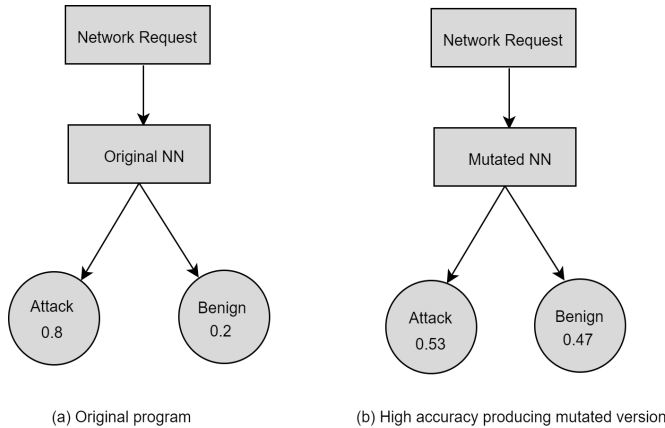 Network Request
Original NN
Attack
0.8
Benign
0.2
(a) Original program
Network Request
Mutated NN
Attack
0.53
Benign
0.47
(b) High accuracy producing mutated version